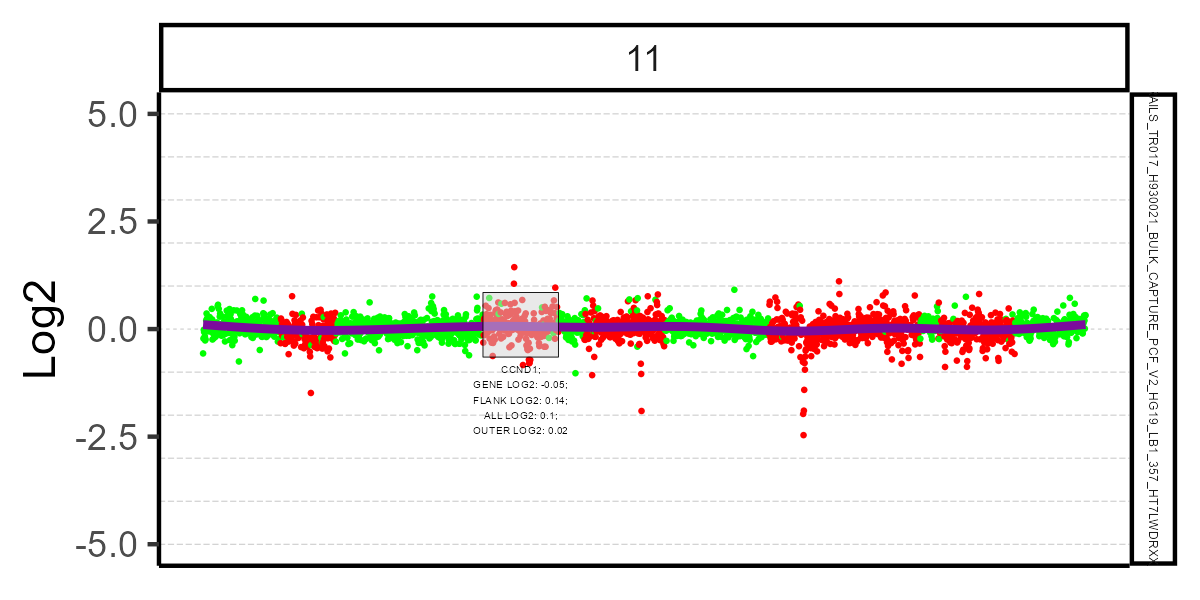 11
Log2
5.0
2.5
0.0
-2.5
-5.0
CCND1;
GENE LOG2: -0.05;
FLANK LOG2: 0.14;
ALL LOG2: 0.1;
OUTER LOG2: 0.02
AILS_TR017_H930021_BULK_CAPTURE_PCF_V2_HG19_LB1_357_HT7LWDRXX